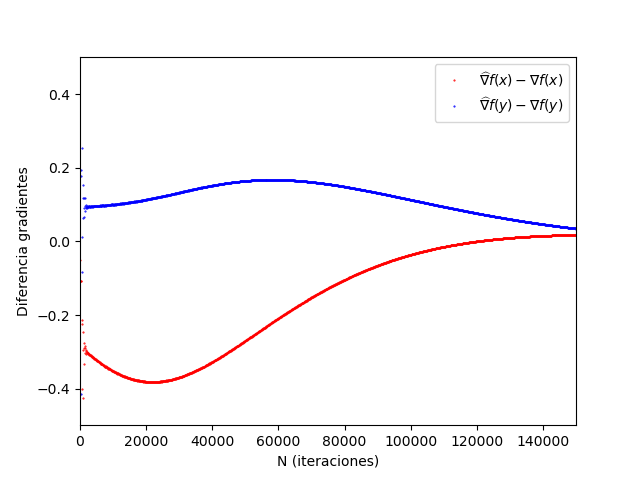 0.4
0.2
0.0
−0.2
−0.4
Diferencia gradientes
0 20000 40000 60000 80000 100000 120000 140000
N (iteraciones)
∇̂f(x) − ∇f(x)
∇̂f(y) − ∇f(y)